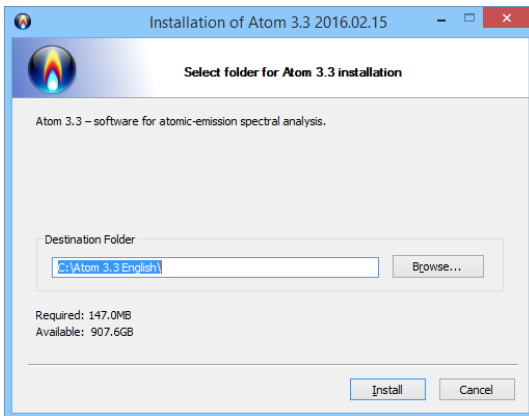 Installation of Atom 3.3 2016.02.15
Select folder for Atom 3.3 installation
Atom 3.3 – software for atomic-emission spectral analysis.
Destination Folder
C:\Atom 3.3 English\
Browse...
Required: 147.0MB
Available: 907.6GB
Install
Cancel